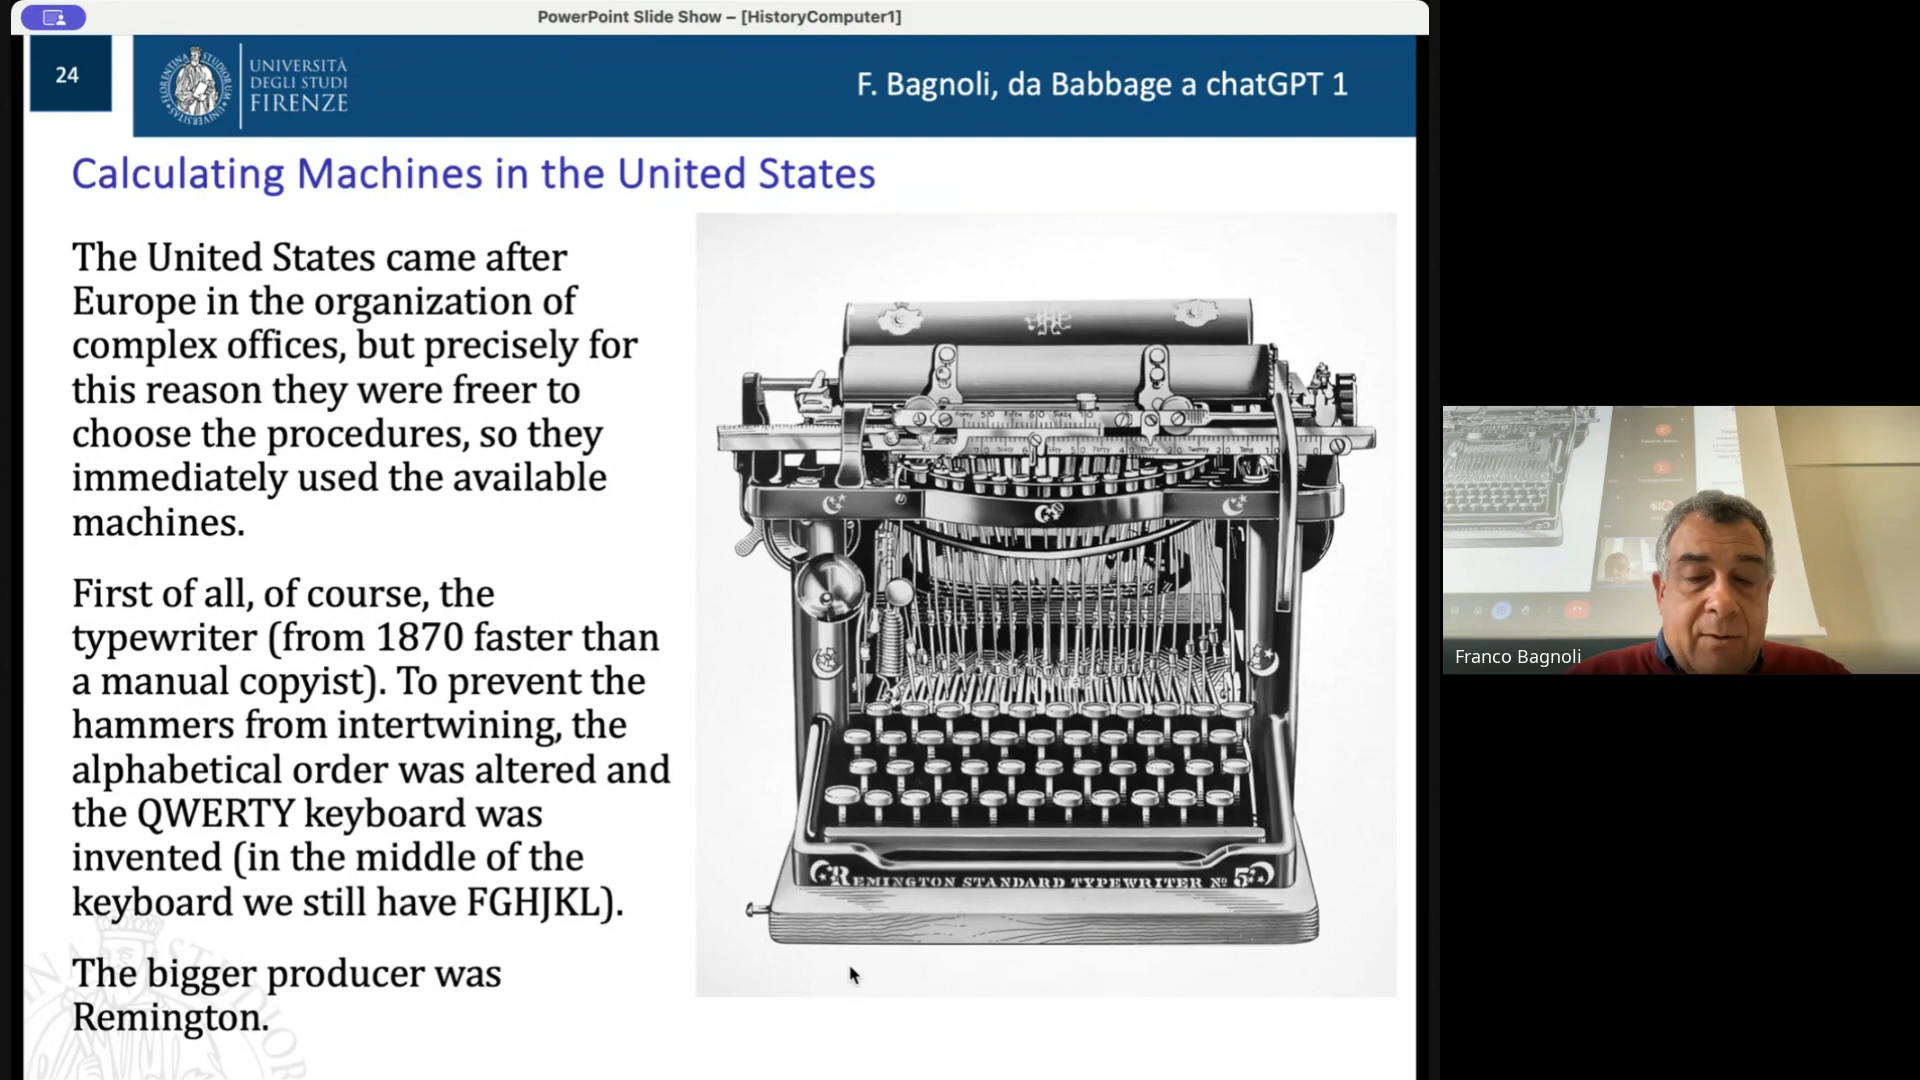 PowerPoint Slide Show – [HistoryComputer1]
24
UNIVERSITÀ
DEGLI STUDI
FIRENZE
F. Bagnoli, da Babbage a chatGPT 1
Calculating Machines in the United States
The United States came after
Europe in the organization of
complex offices, but precisely for
this reason they were freer to
choose the procedures, so they
immediately used the available
machines.
First of all, of course, the
typewriter (from 1870 faster than
a manual copyist). To prevent the
hammers from intertwining, the
alphabetical order was altered and
the QWERTY keyboard was
invented (in the middle of the
keyboard we still have FGHJKL).
The bigger producer was
Remington.
REMINGTON STANDARD TYPEWRITER No 5
Franco Bagnoli